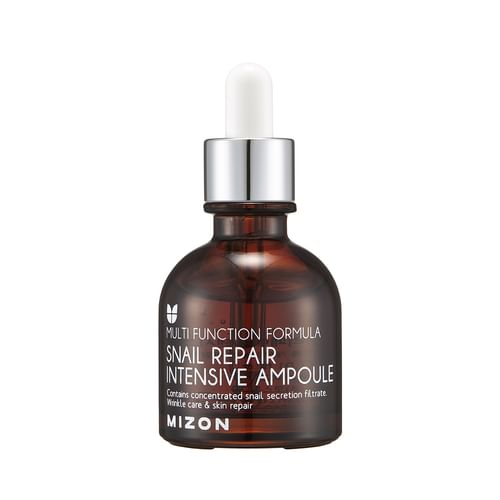 MULTI FUNCTION FORMULA
SNAIL REPAIR
INTENSIVE AMPOULE
Contains concentrated snail secretion filtrate.
Wrinkle care & skin repair
MIZON